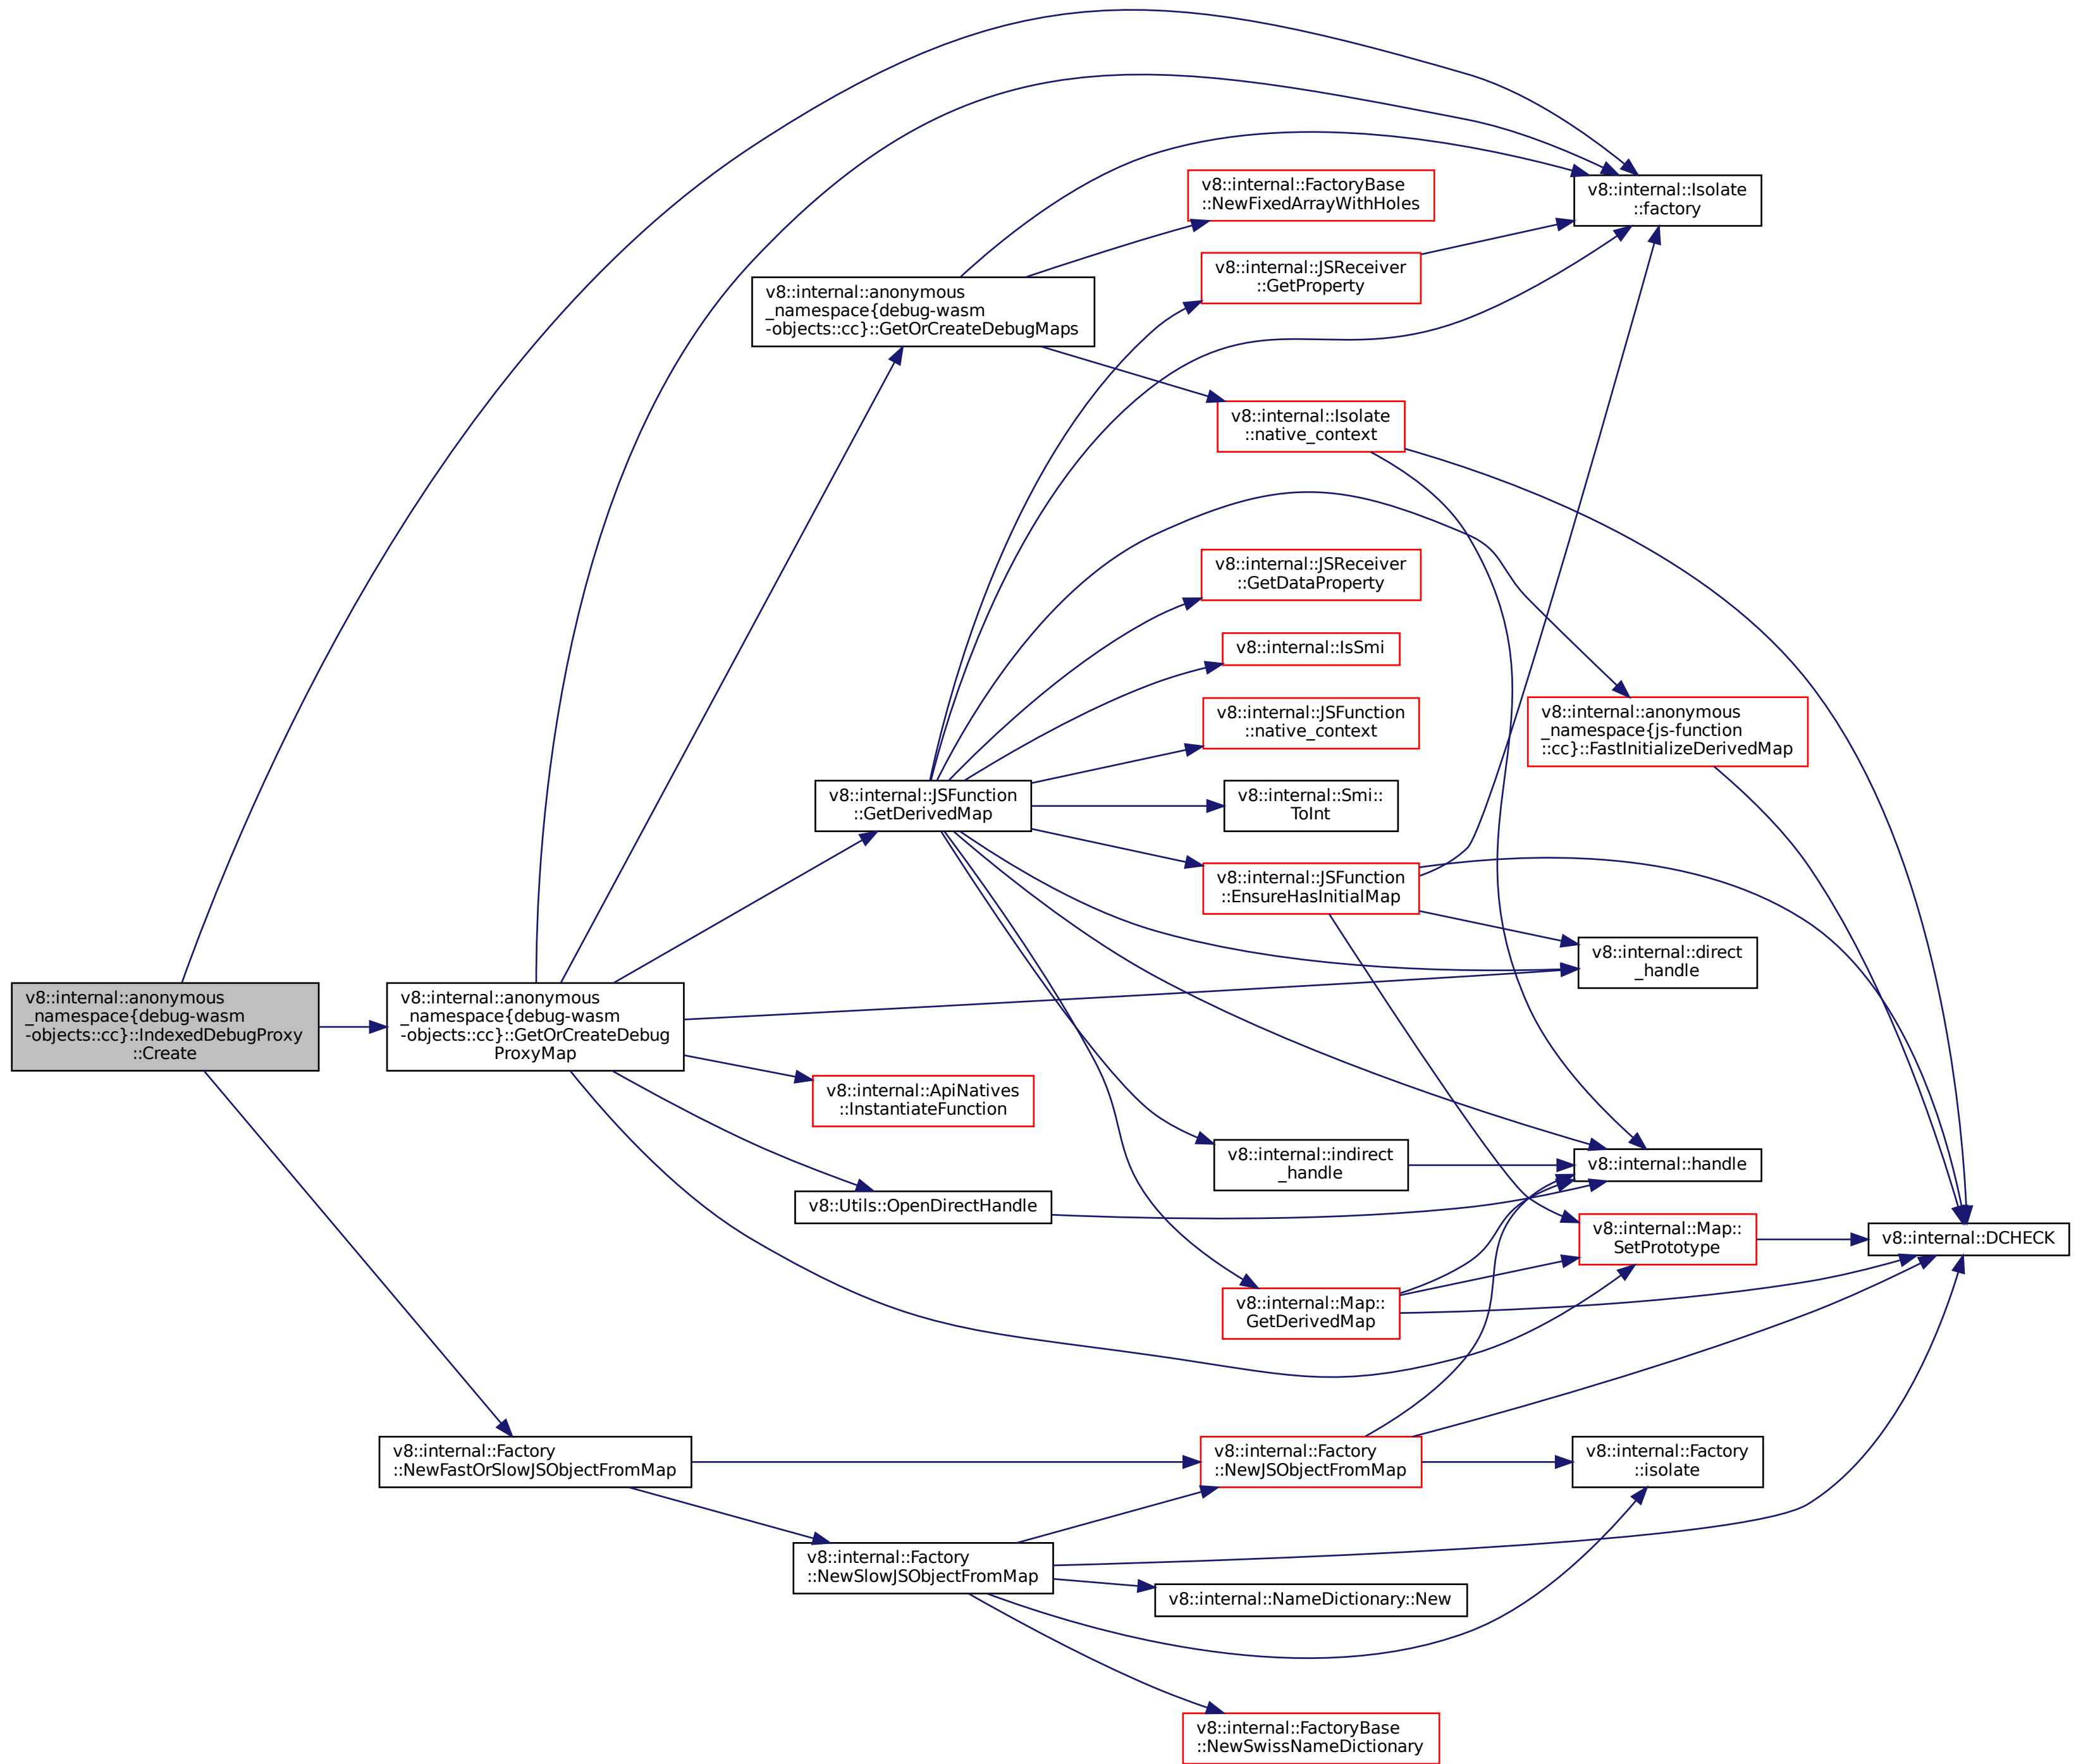 v8::internal::Isolate
::factory
v8::internal::FactoryBase
::NewFixedArrayWithHoles
v8::internal::JSReceiver
::GetProperty
v8::internal::anonymous
_namespace{debug-wasm
-objects::cc}::GetOrCreateDebugMaps
v8::internal::Isolate
::native_context
v8::internal::JSReceiver
::GetDataProperty
v8::internal::IsSmi
v8::internal::JSFunction
::native_context
v8::internal::anonymous
_namespace{js-function
::cc}::FastInitializeDerivedMap
v8::internal::JSFunction
::GetDerivedMap
v8::internal::Smi::
ToInt
v8::internal::JSFunction
::EnsureHasInitialMap
v8::internal::direct
_handle
v8::internal::anonymous
_namespace{debug-wasm
-objects::cc}::IndexedDebugProxy
::Create
v8::internal::anonymous
_namespace{debug-wasm
-objects::cc}::GetOrCreateDebug
ProxyMap
v8::internal::ApiNatives
::InstantiateFunction
v8::internal::indirect
_handle
v8::internal::handle
v8::Utils::OpenDirectHandle
v8::internal::Map::
SetPrototype
v8::internal::DCHECK
v8::internal::Map::
GetDerivedMap
v8::internal::Factory
::NewFastOrSlowJSObjectFromMap
v8::internal::Factory
::NewJSObjectFromMap
v8::internal::Factory
::isolate
v8::internal::Factory
::NewSlowJSObjectFromMap
v8::internal::NameDictionary::New
v8::internal::FactoryBase
::NewSwissNameDictionary